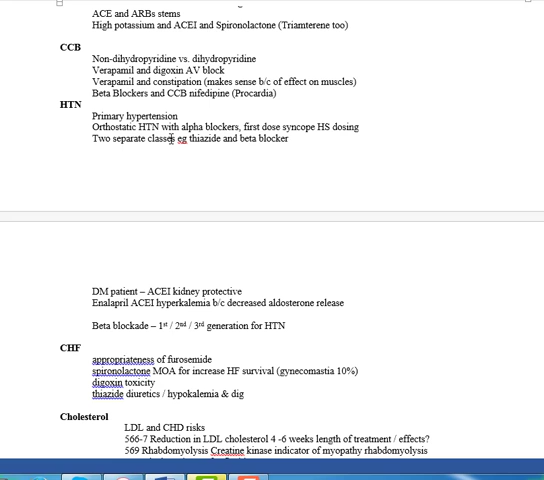 ACE and ARBs stems
High potassium and ACEI and Spironolactone (Triamterene too)
CCB
Non-dihydropyridine vs. dihydropyridine
Verapamil and digoxin AV block
Verapamil and constipation (makes sense b/c of effect on muscles)
Beta Blockers and CCB nifedipine (Procardia)
HTN
Primary hypertension
Orthostatic HTN with alpha blockers, first dose syncope HS dosing
Two separate classes eg thiazide and beta blocker
DM patient – ACEI kidney protective
Enalapril ACEI hyperkalemia b/c decreased aldosterone release
Beta blockade – 1st / 2nd / 3rd generation for HTN
CHF
appropriateness of furosemide
spironolactone MOA for increase HF survival (gynecomastia 10%)
digoxin toxicity
thiazide diuretics / hypokalemia & dig
Cholesterol
LDL and CHD risks
566-7 Reduction in LDL cholesterol 4 -6 weeks length of treatment / effects?
569 Rhabdomyolysis Creatine kinase indicator of myopathy rhabdomyolysis